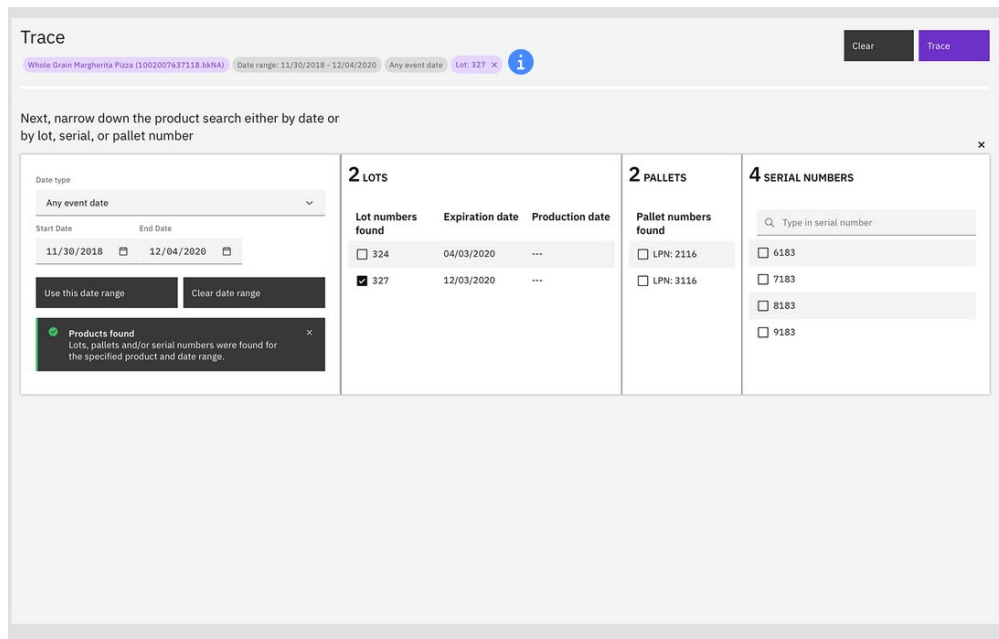 Trace
Clear
Trace
Whole Grain Margherita Pizza (1002007637118.bkNA)
Date range: 11/30/2018 - 12/04/2020
Any event date
Lot: 327 ×
i
Next, narrow down the product search either by date or
by lot, serial, or pallet number
×
Date type
Any event date
Start Date
End Date
11/30/2018
12/04/2020
Use this date range
Clear date range
Products found
×
Lots, pallets and/or serial numbers were found for
the specified product and date range.
2 LOTS
Lot numbers
found
Expiration date
Production date
324
04/03/2020
---
327
12/03/2020
---
2 PALLETS
Pallet numbers
found
LPN: 2116
LPN: 3116
4 SERIAL NUMBERS
Type in serial number
6183
7183
8183
9183